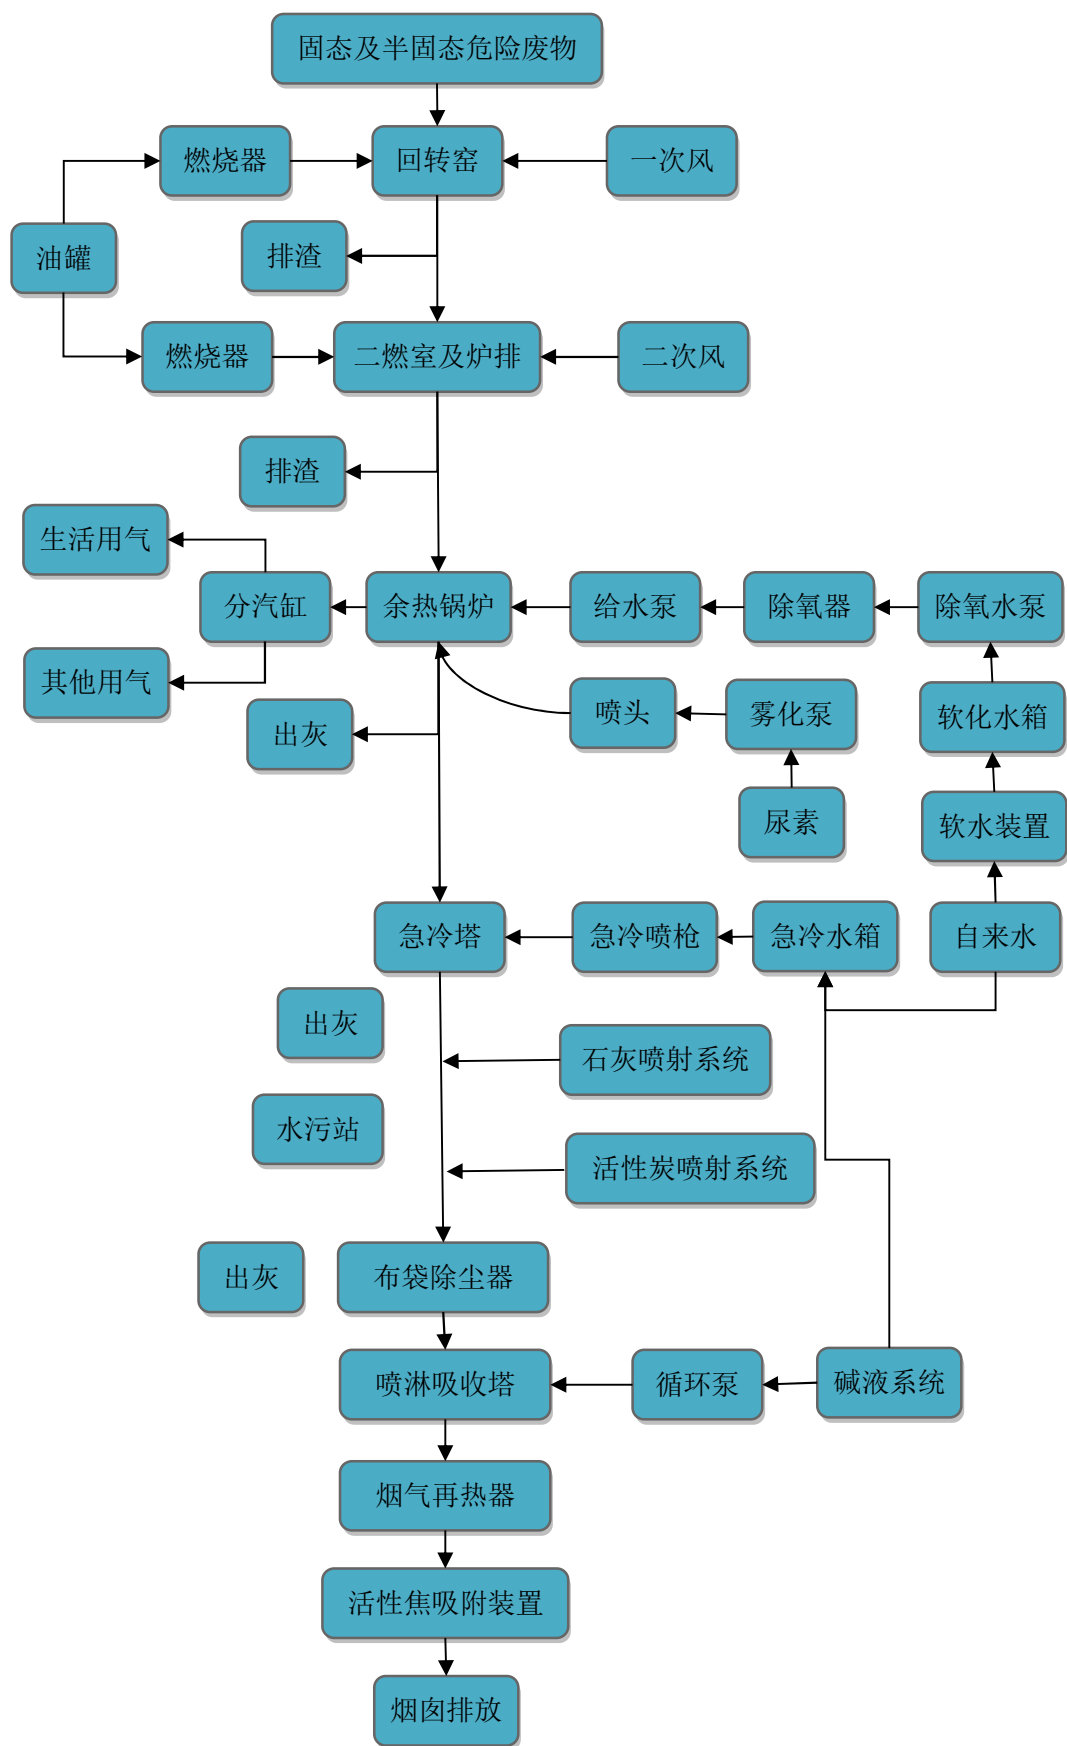 固态及半固态危险废物
燃烧器
回转窑
一次风
油罐
排渣
燃烧器
二燃室及炉排
二次风
排渣
生活用气
分汽缸
余热锅炉
给水泵
除氧器
除氧水泵
其他用气
出灰
喷头
雾化泵
软化水箱
尿素
软水装置
急冷塔
急冷喷枪
急冷水箱
自来水
出灰
石灰喷射系统
水污站
活性炭喷射系统
出灰
布袋除尘器
喷淋吸收塔
循环泵
碱液系统
烟气再热器
活性焦吸附装置
烟囱排放